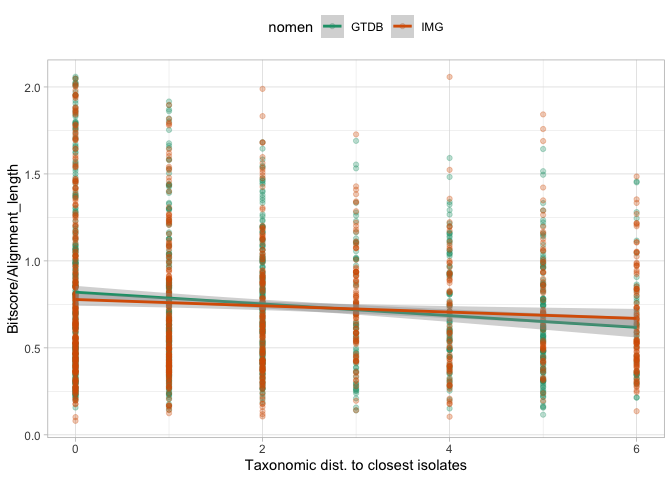 nomen GTDB IMG
Bitscore/Alignment_length
2.0
1.5
1.0
0.5
0.0
0 2 4 6
Taxonomic dist. to closest isolates